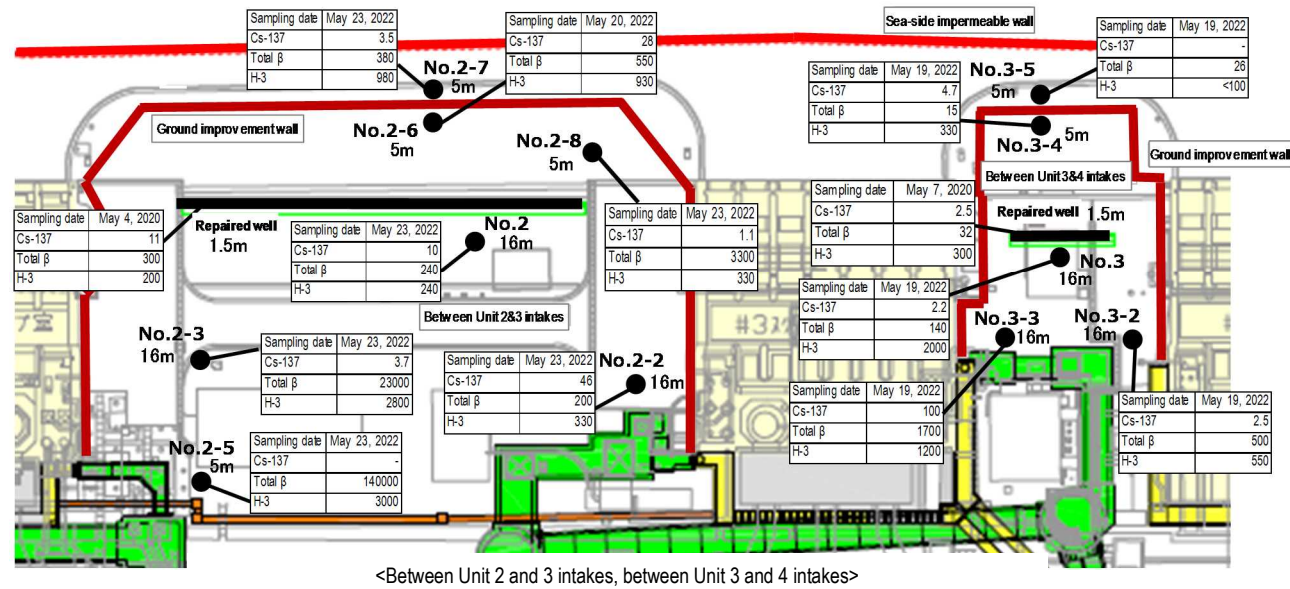 Sampling date May 23, 2022
Cs-137 3.5
Total β 380
H-3 980
No.2-7
5m
Sampling date May 20, 2022
Cs-137 28
Total β 550
H-3 930
No.2-6
5m
Sea-side impermeable wall
Sampling date May 19, 2022
Cs-137 -
Total β 26
H-3 <100
No.3-5
5m
Sampling date May 19, 2022
Cs-137 4.7
Total β 15
H-3 330
5m
No.3-4
Ground improvement wall
No.2-8
5m
Ground improvement wall
Between Unit 3&4 intakes
Sampling date May 4, 2020
Cs-137 11
Total β 300
H-3 200
Repaired well
1.5m
Sampling date May 23, 2022
Cs-137 10
Total β 240
H-3 240
No.2
16m
Sampling date May 23, 2022
Cs-137 1.1
Total β 3300
H-3 330
Sampling date May 7, 2020
Cs-137 2.5
Total β 32
H-3 300
Repaired well 1.5m
No.3
16m
Sampling date May 19, 2022
Cs-137 2.2
Total β 140
H-3 2000
Between Unit 2&3 intakes
#3ス
No.2-3
16m
Sampling date May 23, 2022
Cs-137 3.7
Total β 23000
H-3 2800
Sampling date May 23, 2022
Cs-137 46
Total β 200
H-3 330
No.2-2
16m
No.3-3
16m
No.3-2
16m
Sampling date May 19, 2022
Cs-137 100
Total β 1700
H-3 1200
Sampling date May 19, 2022
Cs-137 2.5
Total β 500
H-3 550
No.2-5
5m
Sampling date May 23, 2022
Cs-137 -
Total β 140000
H-3 3000
<Between Unit 2 and 3 intakes, between Unit 3 and 4 intakes>